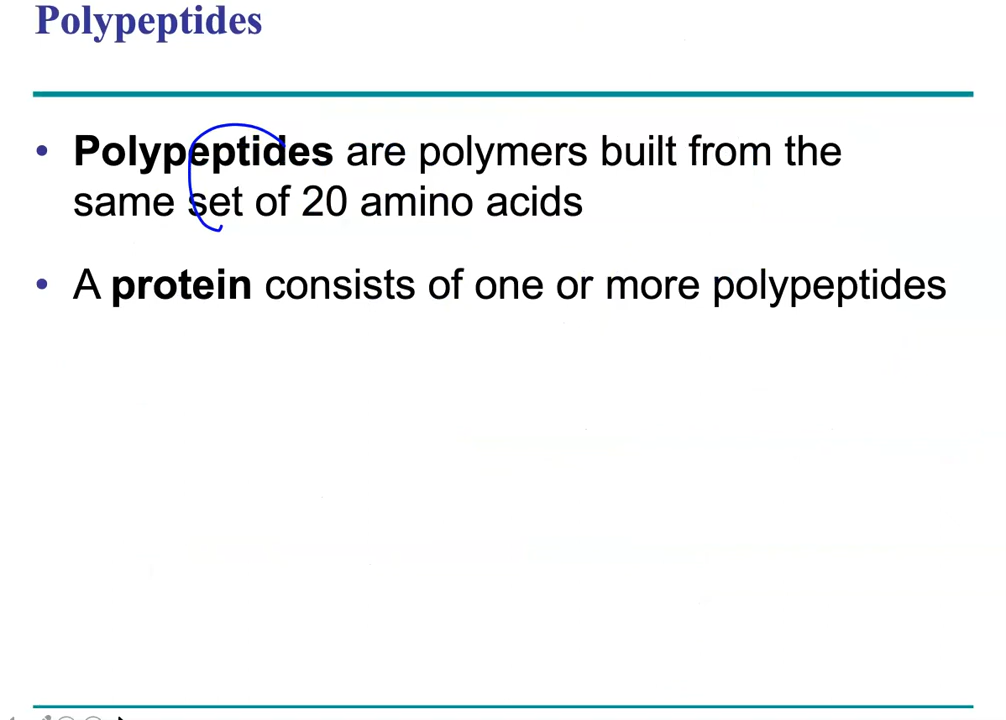 Polypeptides
• Polypeptides are polymers built from the
same set of 20 amino acids
• A protein consists of one or more polypeptides